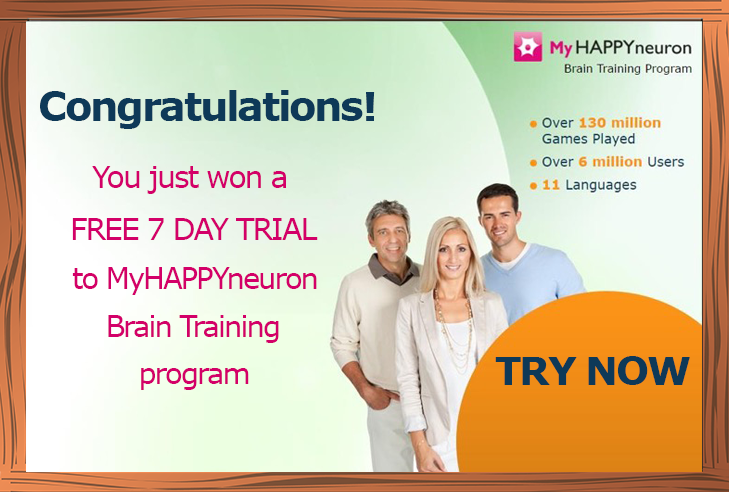 MyHAPPYneuron
Brain Training Program
Congratulations!
You just won a
FREE 7 DAY TRIAL
to MyHAPPYneuron
Brain Training
program
Over 130 million
Games Played
Over 6 million Users
11 Languages
TRY NOW